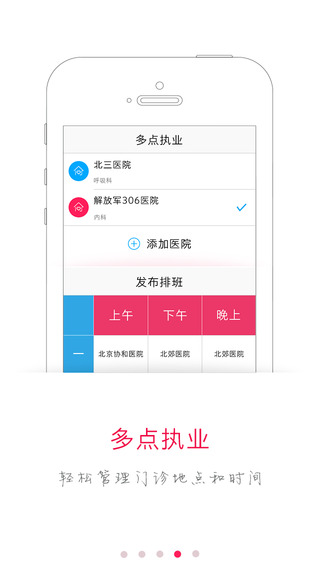 多点执业
北三医院
呼吸科
解放军306医院
内科
添加医院
发布排班
上午 下午 晚上
一 北京协和医院 北郊医院 北郊医院
多点执业
轻松管理门诊地点和时间